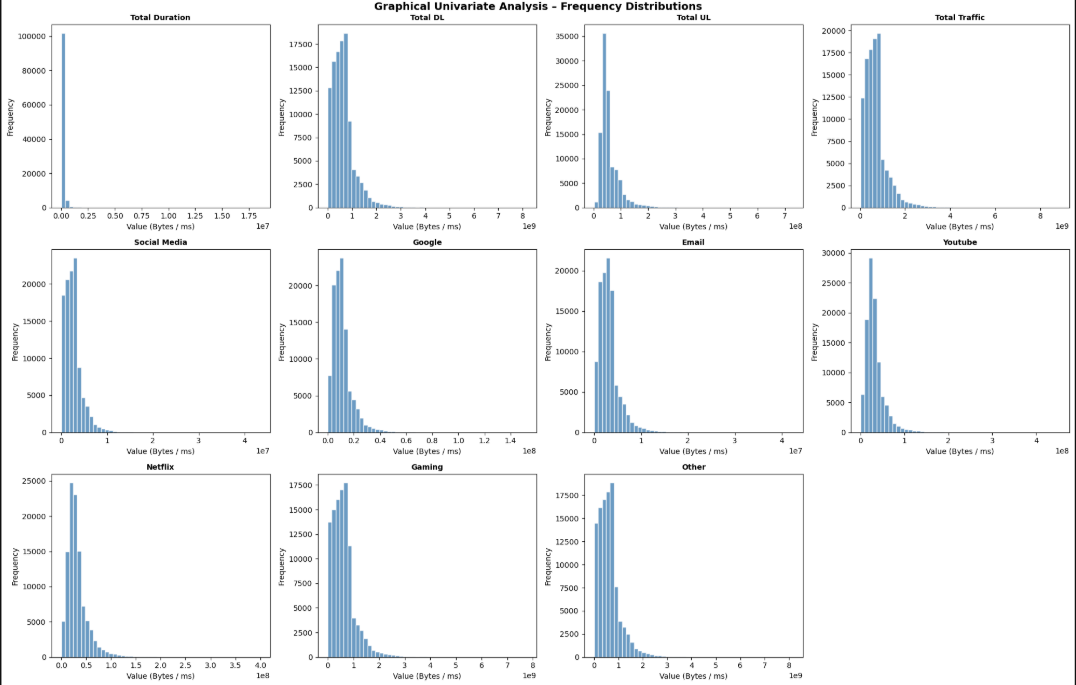 Graphical Univariate Analysis – Frequency Distributions
Total Duration
Frequency
100000
80000
60000
40000
20000
0
0.00 0.25 0.50 0.75 1.00 1.25 1.50 1.75
1e7
Value (Bytes / ms)
Total DL
Frequency
17500
15000
12500
10000
7500
5000
2500
0
0 1 2 3 4 5 6 7 8
1e9
Value (Bytes / ms)
Total UL
Frequency
35000
30000
25000
20000
15000
10000
5000
0
0 1 2 3 4 5 6 7
1e8
Value (Bytes / ms)
Total Traffic
Frequency
20000
17500
15000
12500
10000
7500
5000
2500
0
0 2 4 6 8
1e9
Value (Bytes / ms)
Social Media
Frequency
20000
15000
10000
5000
0
0 1 2 3 4
1e7
Value (Bytes / ms)
Google
Frequency
20000
15000
10000
5000
0
0.0 0.2 0.4 0.6 0.8 1.0 1.2 1.4
1e8
Value (Bytes / ms)
Email
Frequency
20000
15000
10000
5000
0
0 1 2 3 4
1e7
Value (Bytes / ms)
Youtube
Frequency
30000
25000
20000
15000
10000
5000
0
0 1 2 3 4
1e8
Value (Bytes / ms)
Netflix
Frequency
25000
20000
15000
10000
5000
0
0.0 0.5 1.0 1.5 2.0 2.5 3.0 3.5 4.0
1e8
Value (Bytes / ms)
Gaming
Frequency
17500
15000
12500
10000
7500
5000
2500
0
0 1 2 3 4 5 6 7 8
1e9
Value (Bytes / ms)
Other
Frequency
17500
15000
12500
10000
7500
5000
2500
0
0 1 2 3 4 5 6 7 8
1e9
Value (Bytes / ms)